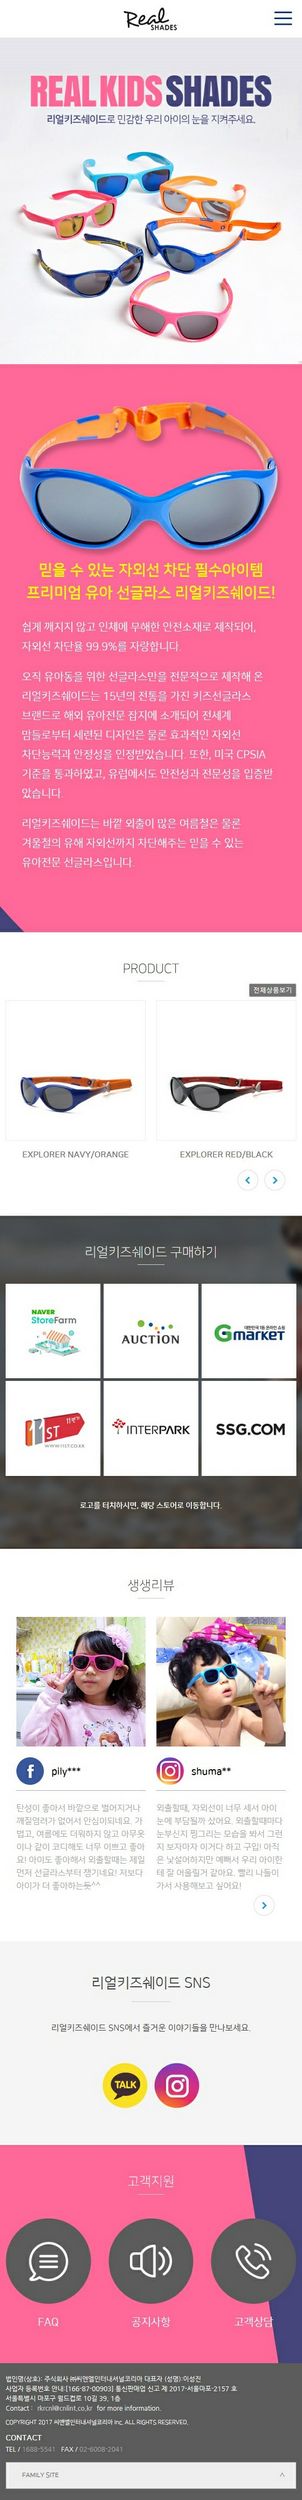 Real
SHADES
REAL KIDS SHADES
리얼키즈쉐이드로 민감한 우리 아이의 눈을 지켜주세요.
믿을 수 있는 자외선 차단 필수아이템
프리미엄 유아 선글라스 리얼키즈쉐이드!
쉽게 깨지지 않고 인체에 무해한 안전소재로 제작되어,
자외선 차단율 99.9%를 자랑합니다.
오직 유아동을 위한 선글라스만을 전문적으로 제작해 온
리얼키즈쉐이드는 15년의 전통을 가진 키즈선글라스
브랜드로 해외 유아전문 잡지에 소개되어 전세계
맘들로부터 세련된 디자인은 물론 효과적인 자외선
차단능력과 안정성을 인정받았습니다. 또한, 미국 CPSIA
기준을 통과하였고, 유럽에서도 안전성과 전문성을 입증받
았습니다.
리얼키즈쉐이드는 바깥 외출이 많은 여름철은 물론
겨울철의 유해 자외선까지 차단해주는 믿을 수 있는
유아전문 선글라스입니다.
PRODUCT
전체상품보기
EXPLORER NAVY/ORANGE
EXPLORER RED/BLACK
리얼키즈쉐이드 구매하기
NAVER
StoreFarm
AUCTION
대한민국 1등 온라인 쇼핑
Gmarket
11번가
11ST
WWW.11ST.CO.KR
INTERPARK
SSG.COM
로고를 터치하시면, 해당 스토어로 이동합니다.
생생리뷰
pily***
shuma**
탄성이 좋아서 바깥으로 벌어지거나
깨질염려가 없어서 안심이되네요. 가
볍고, 여름에도 더워하지 않고 아무옷
이나 같이 코디해도 너무 이쁘고 좋아
요! 아이도 좋아해서 외출할때는 제일
먼저 선글라스부터 챙기네요! 저보다
아이가 더 좋아하는듯^^
외출할때, 자외선이 너무 세서 아이
눈에 부담될까 샀어요. 외출할때마다
눈부신지 찡그리는 모습을 봐서 그런
지 보자마자 이거다 하고 구입! 아직
은 낯설어하지만 예뻐서 우리 아이한
테 잘 어울릴거 같아요. 빨리 나들이
가서 사용해보고 싶어요!
리얼키즈쉐이드 SNS
리얼키즈쉐이드 SNS에서 즐거운 이야기들을 만나보세요.
TALK
고객지원
FAQ
공지사항
고객상담
법인명(상호): 주식회사 ㈜씨엔엘인터내셔널코리아 대표자 (성명):이성진
사업자 등록번호 안내:[166-87-00903] 통신판매업 신고 제 2017-서울마포-2157 호
서울특별시 마포구 월드컵로 10길 39, 1층
Contact : rkrcnl@cnlint.co.kr for more information.
COPYRIGHT 2017 씨엔엘인터내셔널코리아 Inc. ALL RIGHTS RESERVED.
CONTACT
TEL / 1688-5541 FAX / 02-6008-2041
FAMILY SITE